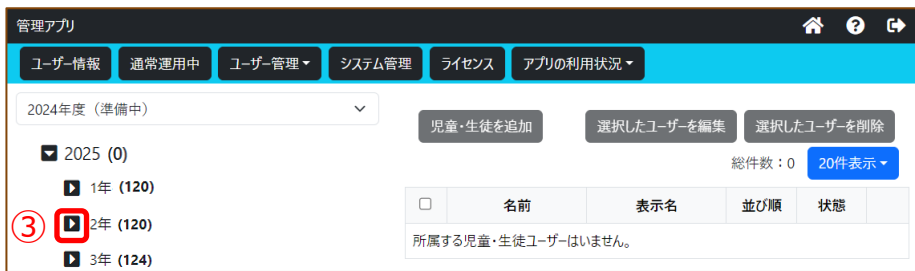 管理アプリ
ユーザー情報 通常運用中 ユーザー管理 システム管理 ライセンス アプリの利用状況
2024年度（準備中）
児童・生徒を追加 選択したユーザーを編集 選択したユーザーを削除
2025 (0)
総件数：0 20件表示
1年 (120)
名前 表示名 並び順 状態
③ 2年 (120)
所属する児童・生徒ユーザーはいません。
3年 (124)